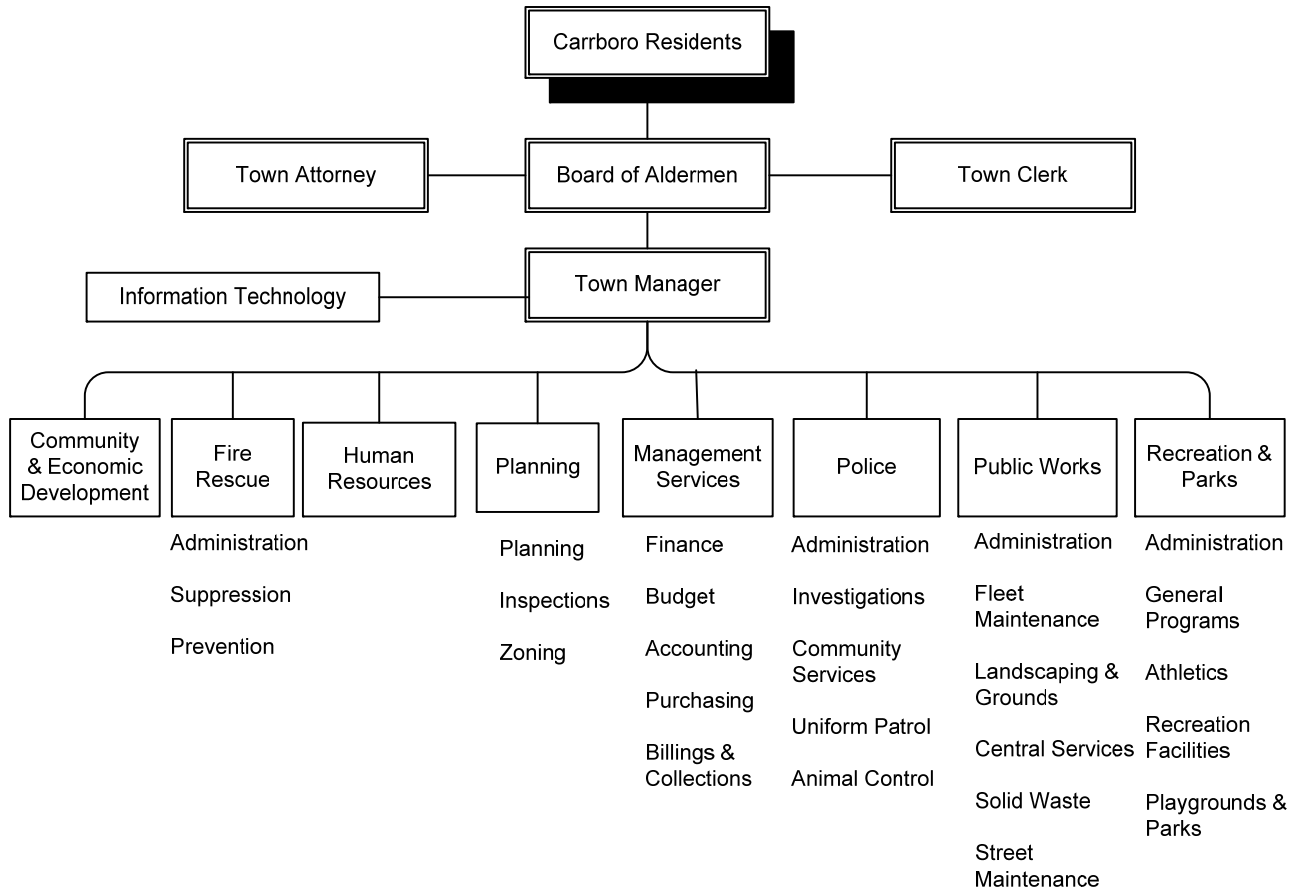 Carrboro Residents
Town Attorney
Board of Aldermen
Town Clerk
Information Technology
Town Manager
Community
& Economic
Development
Fire
Rescue
Human
Resources
Planning
Management
Services
Police
Public Works
Recreation &
Parks
Administration
Suppression
Prevention
Planning
Inspections
Zoning
Finance
Budget
Accounting
Purchasing
Billings &
Collections
Administration
Investigations
Community
Services
Uniform Patrol
Animal Control
Administration
Fleet
Maintenance
Landscaping &
Grounds
Central Services
Solid Waste
Street
Maintenance
Administration
General
Programs
Athletics
Recreation
Facilities
Playgrounds &
Parks